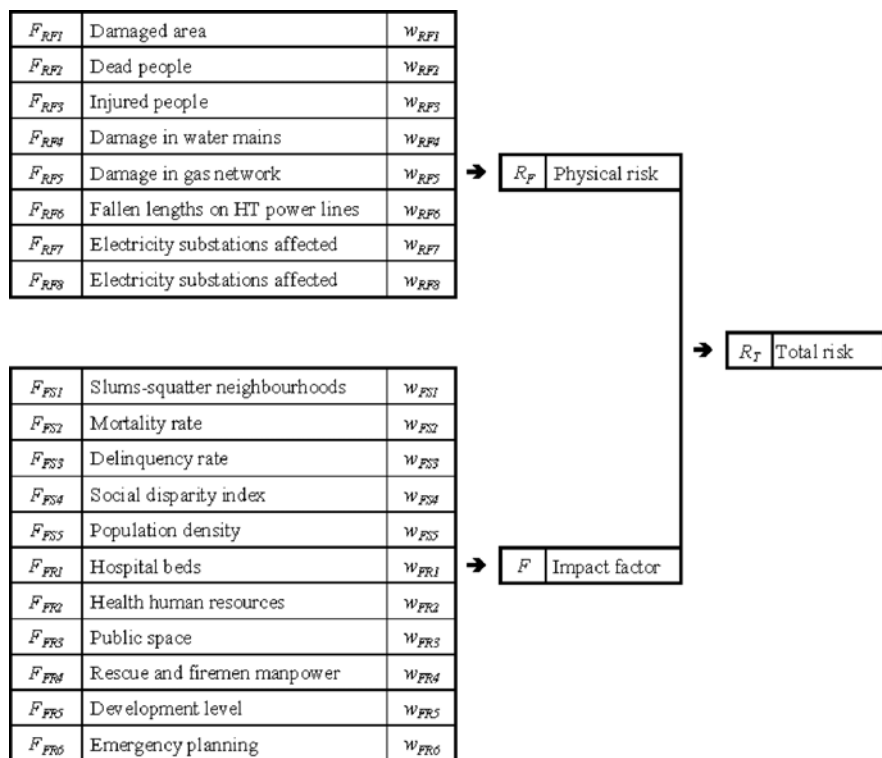 F_RF1 Damaged area w_RF1
F_RF2 Dead people w_RF2
F_RF3 Injured people w_RF3
F_RF4 Damage in water mains w_RF4
F_RF5 Damage in gas network w_RF5
F_RF6 Fallen lengths on HT power lines w_RF6
F_RF7 Electricity substations affected w_RF7
F_RF8 Electricity substations affected w_RF8
➔ R_F Physical risk
F_FS1 Slums-squatter neighbourhoods w_FS1
F_FS2 Mortality rate w_FS2
F_FS3 Delinquency rate w_FS3
F_FS4 Social disparity index w_FS4
F_FS5 Population density w_FS5
F_FR1 Hospital beds w_FR1
F_FR2 Health human resources w_FR2
F_FR3 Public space w_FR3
F_FR4 Rescue and firemen manpower w_FR4
F_FR5 Development level w_FR5
F_FR6 Emergency planning w_FR6
➔ F Impact factor
➔ R_T Total risk